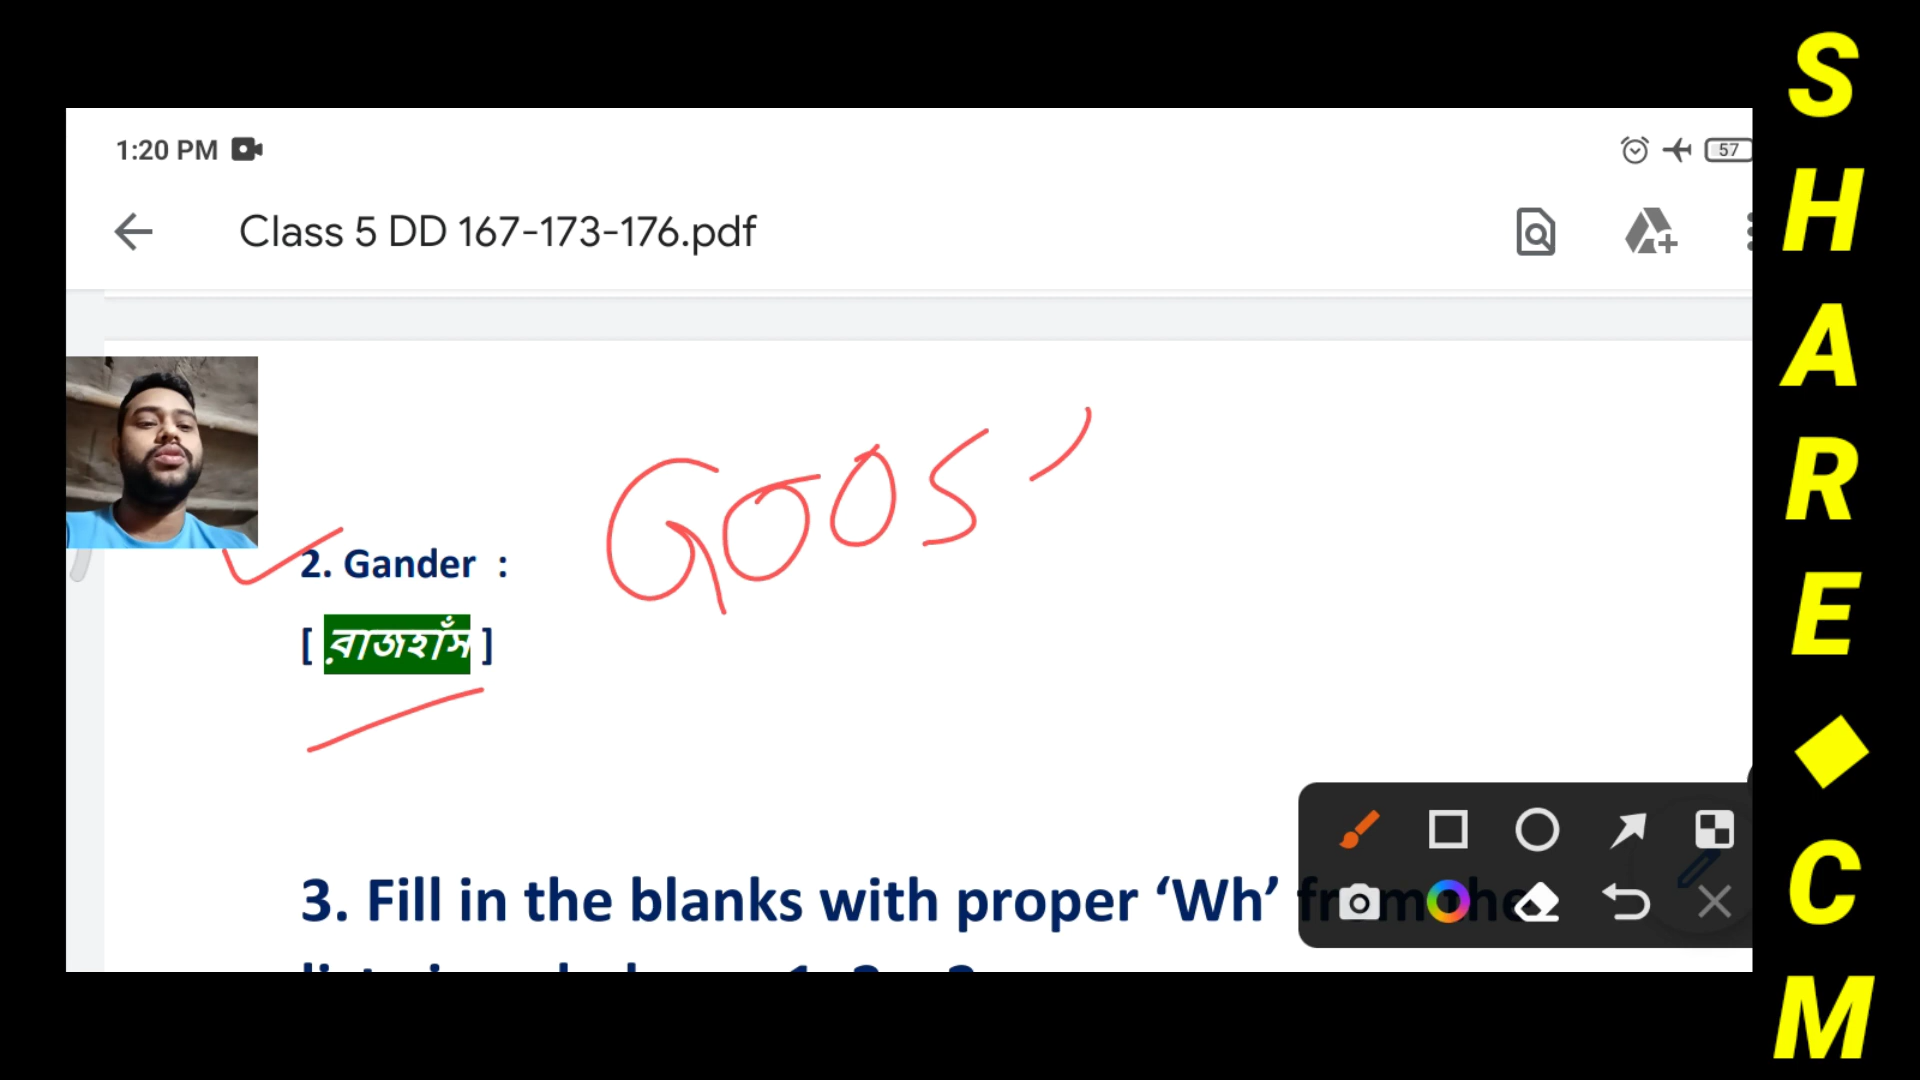 1:20 PM
57
Class 5 DD 167-173-176.pdf
GOOS
2. Gander :
[ রাজহাঁস ]
3. Fill in the blanks with proper ‘Wh’ from the
SHARE◆CM